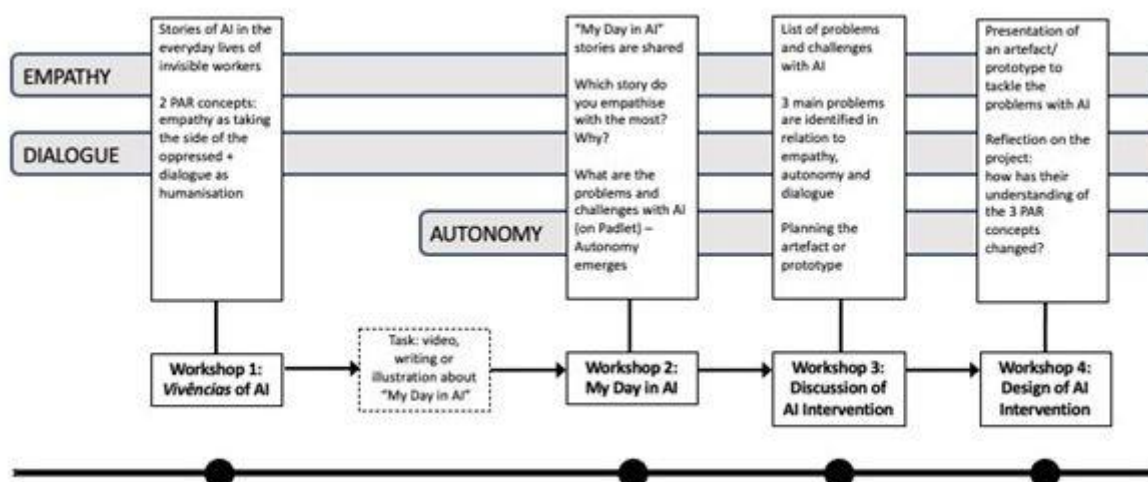 EMPATHY
DIALOGUE
AUTONOMY
Stories of AI in the
everyday lives of
invisible workers
2 PAR concepts:
empathy as taking
the side of the
oppressed +
dialogue as
humanisation
"My Day in AI"
stories are shared
Which story do
you empathise
with the most?
Why?
What are the
problems and
challenges with AI
(on Padlet) –
Autonomy
emerges
List of problems
and challenges
with AI
3 main problems
are identified in
relation to
empathy,
autonomy and
dialogue
Planning the
artefact or
prototype
Presentation of
an artefact/
prototype to
tackle the
problems with AI
Reflection on the
project:
how has their
understanding of
the 3 PAR
concepts
changed?
Workshop 1:
Vivências of AI
Task: video,
writing or
illustration about
"My Day in AI"
Workshop 2:
My Day in AI
Workshop 3:
Discussion of
AI Intervention
Workshop 4:
Design of AI
Intervention